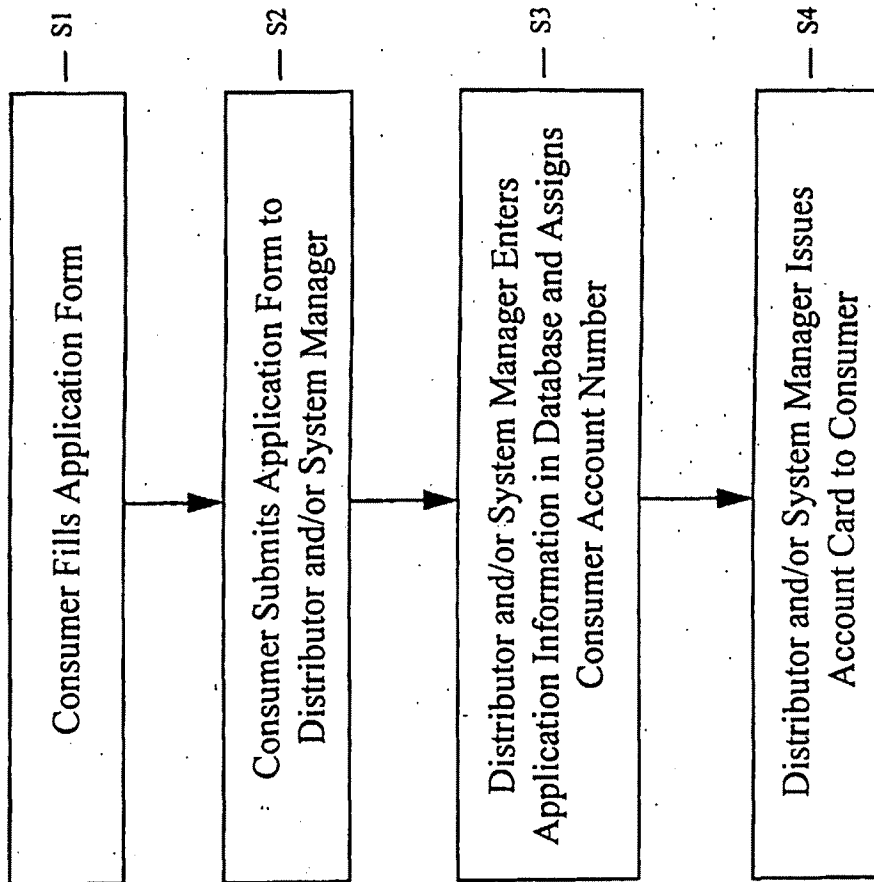 Consumer Fills Application Form
S1
Consumer Submits Application Form to
Distributor and/or System Manager
S2
Distributor and/or System Manager Enters
Application Information in Database and Assigns
Consumer Account Number
S3
Distributor and/or System Manager Issues
Account Card to Consumer
S4